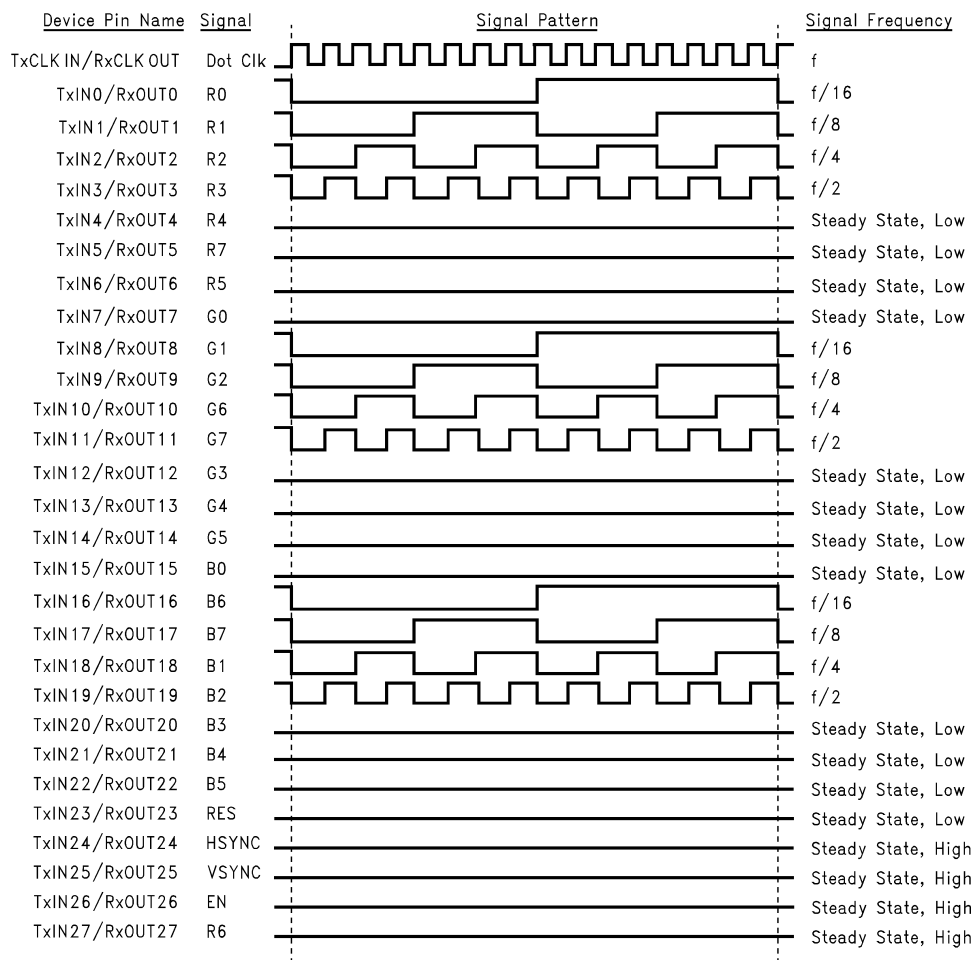 Device Pin Name Signal Signal Pattern Signal Frequency
TxCLK IN/RxCLK OUT Dot Clk f
TxIN0/RxOUT0 R0 f/16
TxIN1/RxOUT1 R1 f/8
TxIN2/RxOUT2 R2 f/4
TxIN3/RxOUT3 R3 f/2
TxIN4/RxOUT4 R4 Steady State, Low
TxIN5/RxOUT5 R7 Steady State, Low
TxIN6/RxOUT6 R5 Steady State, Low
TxIN7/RxOUT7 G0 Steady State, Low
TxIN8/RxOUT8 G1 f/16
TxIN9/RxOUT9 G2 f/8
TxIN10/RxOUT10 G6 f/4
TxIN11/RxOUT11 G7 f/2
TxIN12/RxOUT12 G3 Steady State, Low
TxIN13/RxOUT13 G4 Steady State, Low
TxIN14/RxOUT14 G5 Steady State, Low
TxIN15/RxOUT15 B0 Steady State, Low
TxIN16/RxOUT16 B6 f/16
TxIN17/RxOUT17 B7 f/8
TxIN18/RxOUT18 B1 f/4
TxIN19/RxOUT19 B2 f/2
TxIN20/RxOUT20 B3 Steady State, Low
TxIN21/RxOUT21 B4 Steady State, Low
TxIN22/RxOUT22 B5 Steady State, Low
TxIN23/RxOUT23 RES Steady State, Low
TxIN24/RxOUT24 HSYNC Steady State, High
TxIN25/RxOUT25 VSYNC Steady State, High
TxIN26/RxOUT26 EN Steady State, High
TxIN27/RxOUT27 R6 Steady State, High